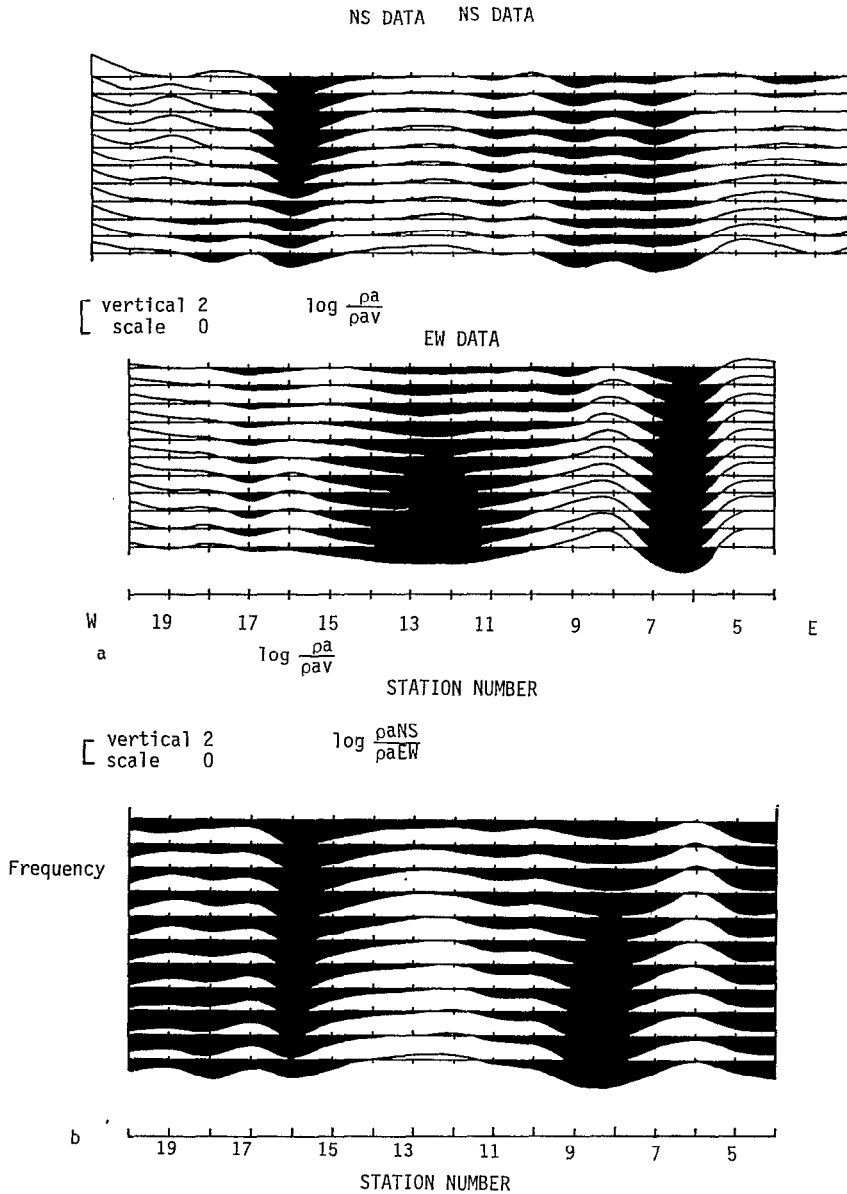 NS DATA NS DATA
vertical 2
scale 0
log ρa/ρav
EW DATA
W 19 17 15 13 11 9 7 5 E
a
log ρa/ρav
STATION NUMBER
vertical 2
scale 0
log ρaNS/ρaEW
Frequency
b
19 17 15 13 11 9 7 5
STATION NUMBER